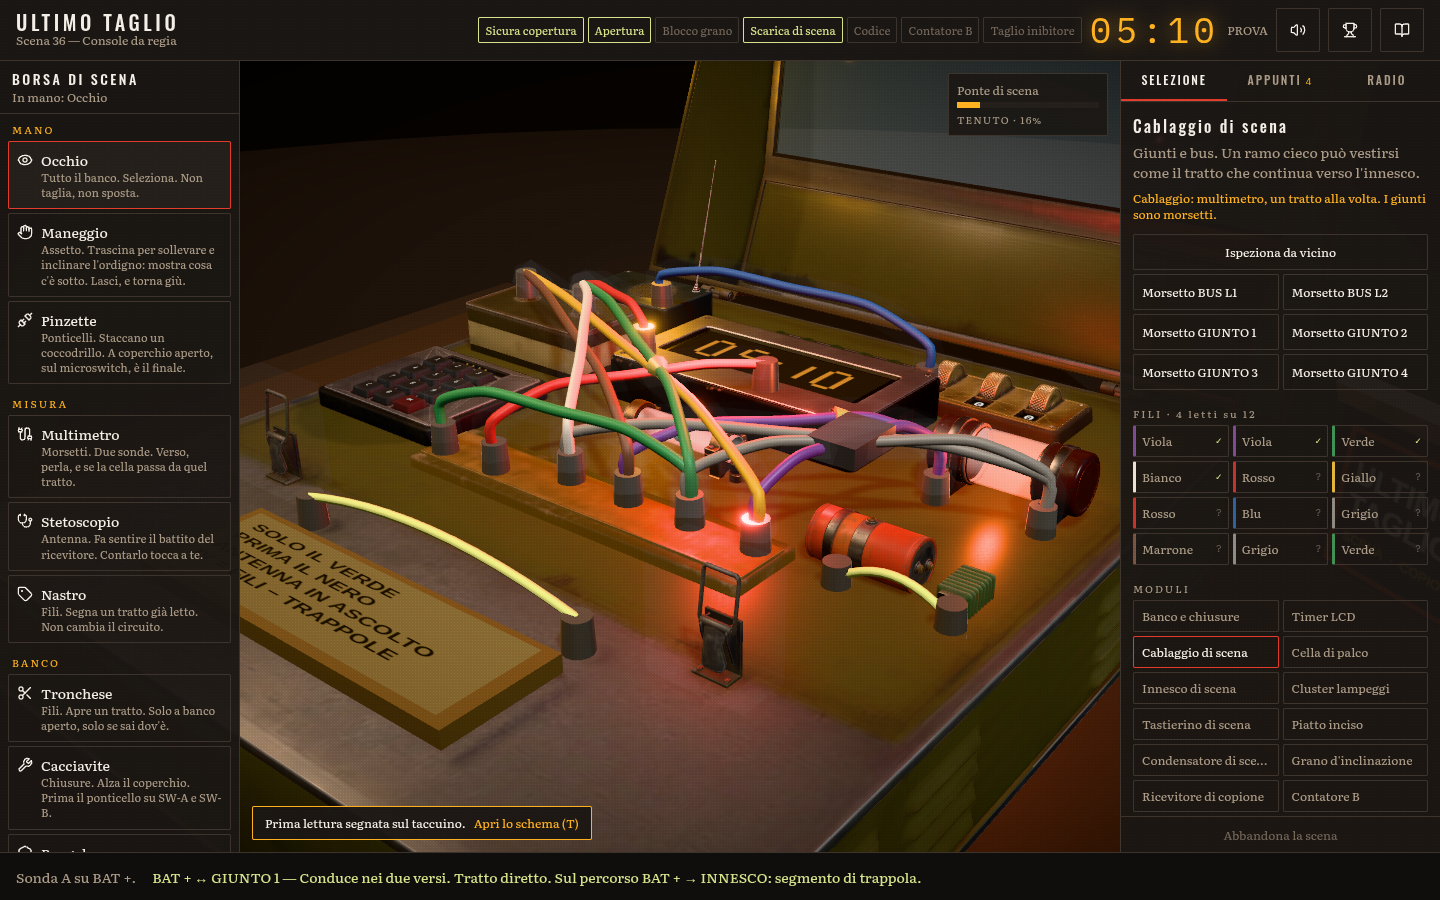 ULTIMO TAGLIO
Scena 36 — Console da regia
Sicura copertura
Apertura
Blocco grano
Scarica di scena
Codice
Contatore B
Taglio inibitore
05:10
PROVA
BORSA DI SCENA
In mano: Occhio
MANO
Occhio
Tutto il banco. Seleziona. Non
taglia, non sposta.
Maneggio
Assetto. Trascina per sollevare e
inclinare l'ordigno: mostra cosa
c'è sotto. Lasci, e torna giù.
Pinzette
Ponticelli. Staccano un
coccodrillo. A coperchio aperto,
sul microswitch, è il finale.
MISURA
Multimetro
Morsetti. Due sonde. Verso,
perla, e se la cella passa da quel
tratto.
Stetoscopio
Antenna. Fa sentire il battito del
ricevitore. Contarlo tocca a te.
Nastro
Fili. Segna un tratto già letto.
Non cambia il circuito.
BANCO
Tronchese
Fili. Apre un tratto. Solo a banco
aperto, solo se sai dov'è.
Cacciavite
Chiusure. Alza il coperchio.
Prima il ponticello su SW-A e SW-
B.
Ponte di scena
TENUTO · 16%
05 10
SOLO IL VERDE
PRIMA IL NERO
TENNA IN ASCOLTO
FILI – TRAPPOLE
Prima lettura segnata sul taccuino. Apri lo schema (T)
SELEZIONE
APPUNTI 4
RADIO
Cablaggio di scena
Giunti e bus. Un ramo cieco può vestirsi
come il tratto che continua verso l'innesco.
Cablaggio: multimetro, un tratto alla volta. I giunti
sono morsetti.
Ispeziona da vicino
Morsetto BUS L1
Morsetto BUS L2
Morsetto GIUNTO 1
Morsetto GIUNTO 2
Morsetto GIUNTO 3
Morsetto GIUNTO 4
FILI · 4 letti su 12
Viola ✓
Viola ✓
Verde ✓
Bianco ✓
Rosso ?
Giallo ?
Rosso ?
Blu ?
Grigio ?
Marrone ?
Grigio ?
Verde ?
MODULI
Banco e chiusure
Timer LCD
Cablaggio di scena
Cella di palco
Innesco di scena
Cluster lampeggi
Tastierino di scena
Piatto inciso
Condensatore di sce...
Grano d'inclinazione
Ricevitore di copione
Contatore B
Abbandona la scena
Sonda A su BAT +. BAT + ↔ GIUNTO 1 — Conduce nei due versi. Tratto diretto. Sul percorso BAT + → INNESCO: segmento di trappola.